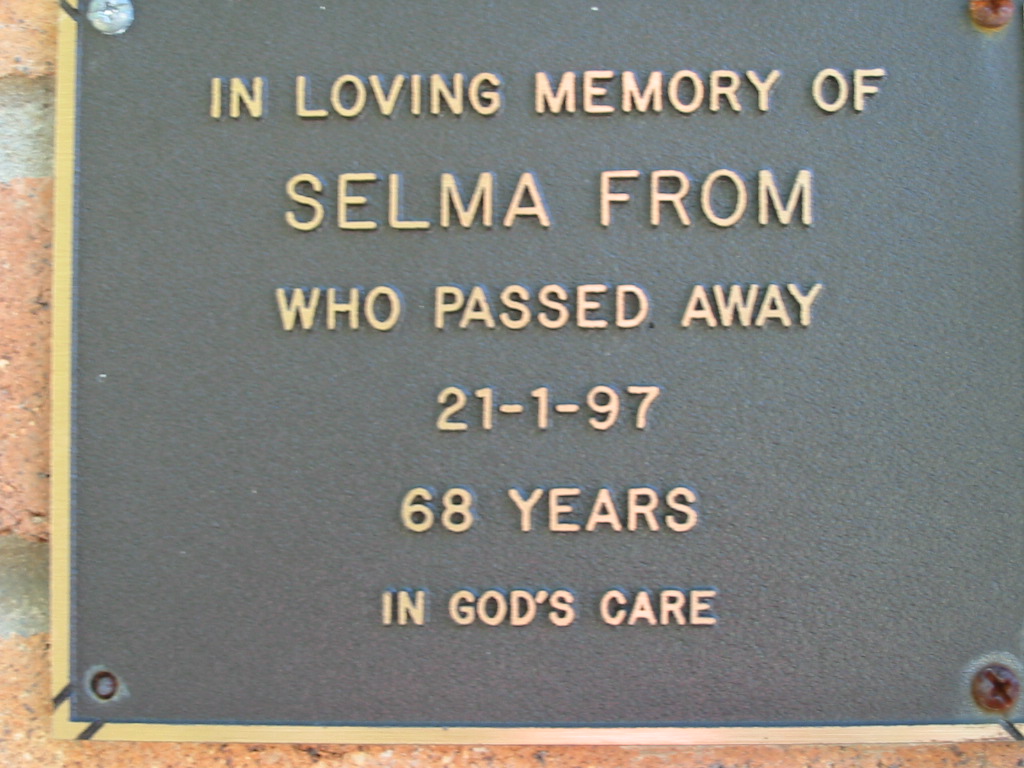 IN LOVING MEMORY OF
SELMA FROM
WHO PASSED AWAY
21-1-97
68 YEARS
IN GOD'S CARE